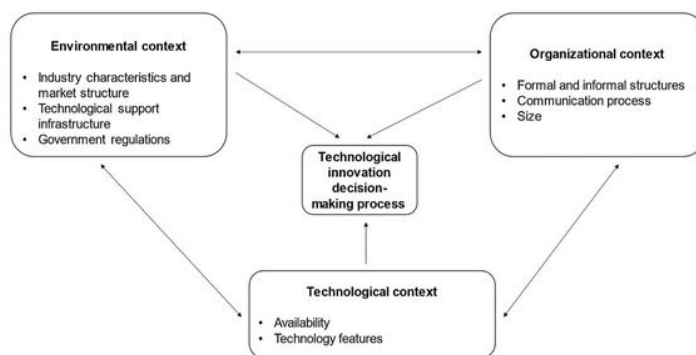 Environmental context
• Industry characteristics and
market structure
• Technological support
infrastructure
• Government regulations
Organizational context
• Formal and informal structures
• Communication process
• Size
Technological
innovation
decision-
making process
Technological context
• Availability
• Technology features